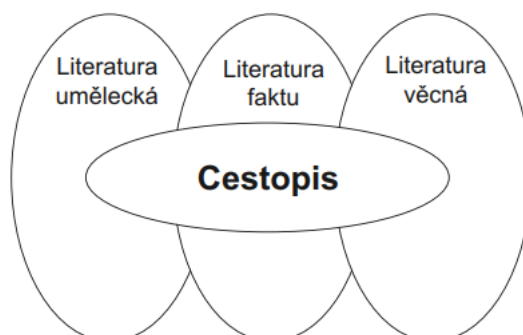 Literatura
umělecká
Literatura
faktu
Literatura
věcná
Cestopis